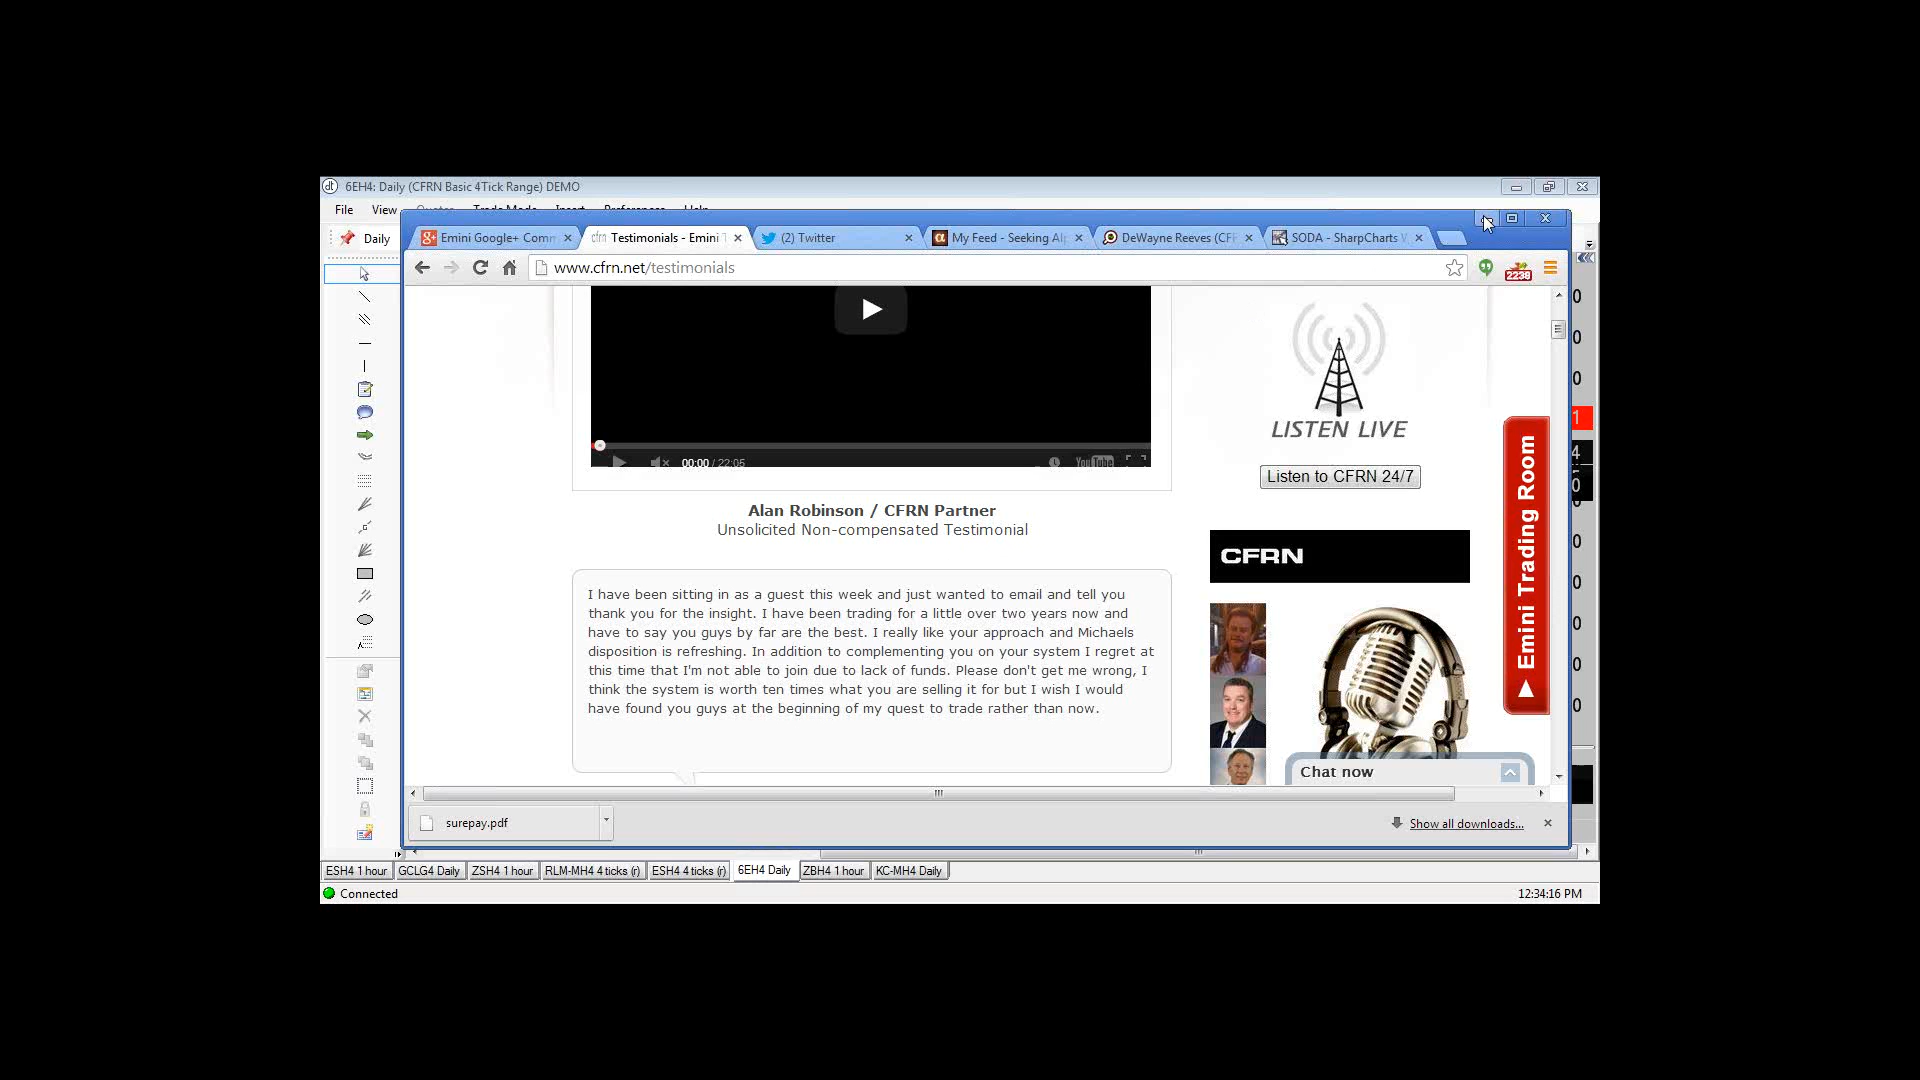 6EH4: Daily (CFRN Basic 4Tick Range) DEMO
File View
Daily
Emini Google+ Comm
Testimonials - Emini T
(2) Twitter
My Feed - Seeking Al
DeWayne Reeves (CF
SODA - SharpCharts
www.cfrn.net/testimonials
2238
00:00 / 22:05
YouTube
LISTEN LIVE
Listen to CFRN 24/7
Alan Robinson / CFRN Partner
Unsolicited Non-compensated Testimonial
CFRN
Emini Trading Room
I have been sitting in as a guest this week and just wanted to email and tell you
thank you for the insight. I have been trading for a little over two years now and
have to say you guys by far are the best. I really like your approach and Michaels
disposition is refreshing. In addition to complementing you on your system I regret at
this time that I'm not able to join due to lack of funds. Please don't get me wrong, I
think the system is worth ten times what you are selling it for but I wish I would
have found you guys at the beginning of my quest to trade rather than now.
Chat now
surepay.pdf
Show all downloads...
ESH4 1 hour GCLG4 Daily ZSH4 1 hour RLM-MH4 4 ticks (r) ESH4 4 ticks (r) 6EH4 Daily ZBH4 1 hour KC-MH4 Daily
Connected
12:34:16 PM